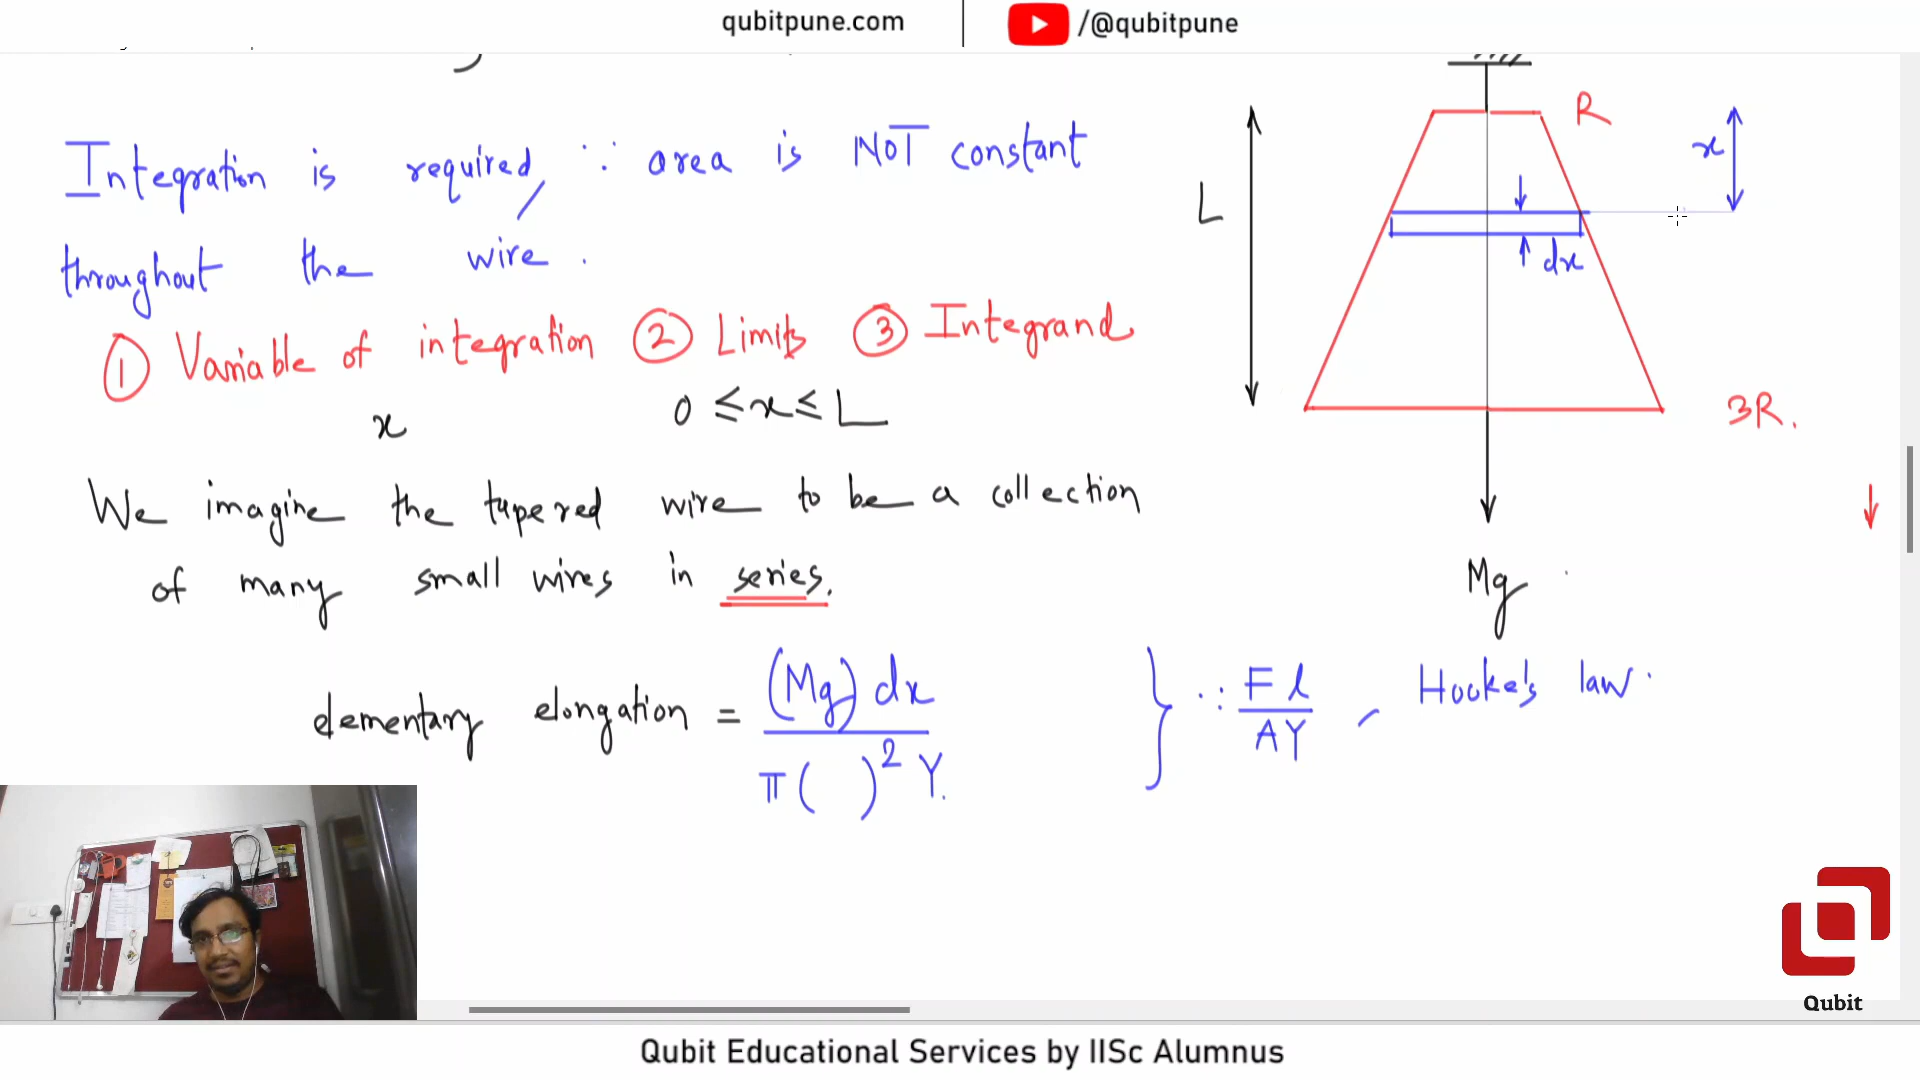 qubitpune.com
/@qubitpune
Integration is required, ∵ area is NOT constant
throughout the wire.
① Variable of integration ② Limits ③ Integrand
x 0 ≤ x ≤ L
We imagine the tapered wire to be a collection
of many small wires in series.
elementary elongation = (Mg) dx / π( )² Y.
} ∵ Fl / AY , Hooke's law.
R
x
L
dx
3R.
Mg
Qubit
Qubit Educational Services by IISc Alumnus